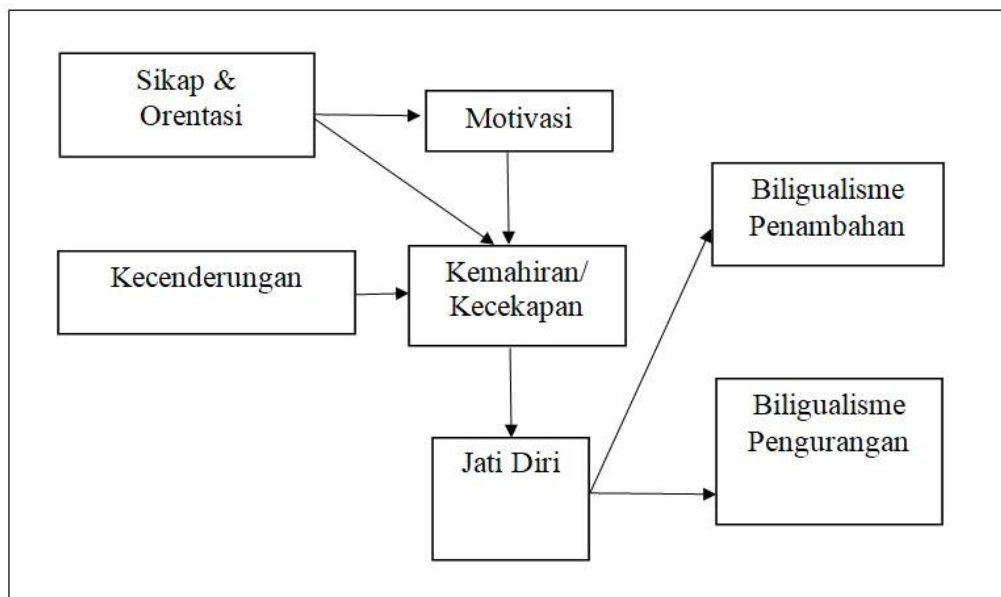 Sikap &
Orentasi
Motivasi
Biligualisme
Penambahan
Kecenderungan
Kemahiran/
Kecekapan
Biligualisme
Pengurangan
Jati Diri